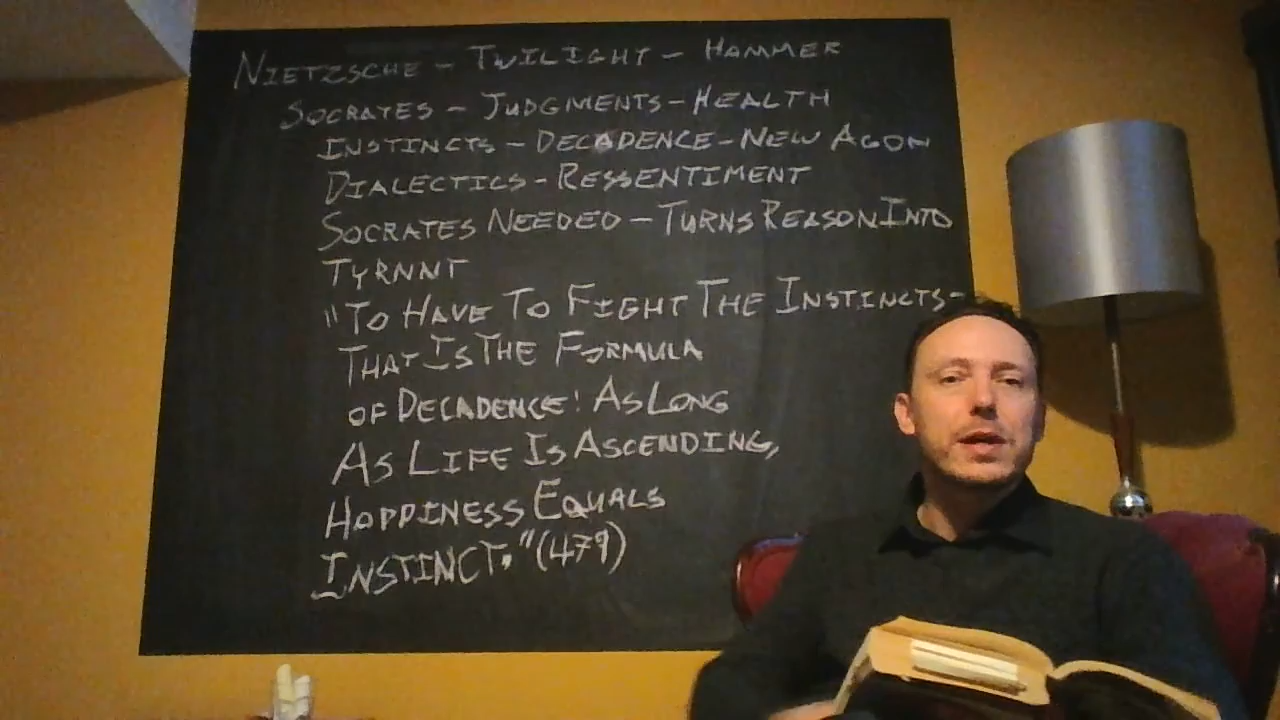 NIETZSCHE - TWILIGHT - HAMMER
SOCRATES - JUDGMENTS - HEALTH
INSTINCTS - DECADENCE - NEW AGON
DIALECTICS - RESSENTIMENT
SOCRATES NEEDED - TURNS REASON INTO
TYRNNT
"TO HAVE TO FIGHT THE INSTINCTS-
THAT IS THE FORMULA
OF DECADENCE: AS LONG
AS LIFE IS ASCENDING,
HAPPINESS EQUALS
INSTINCT." (479)